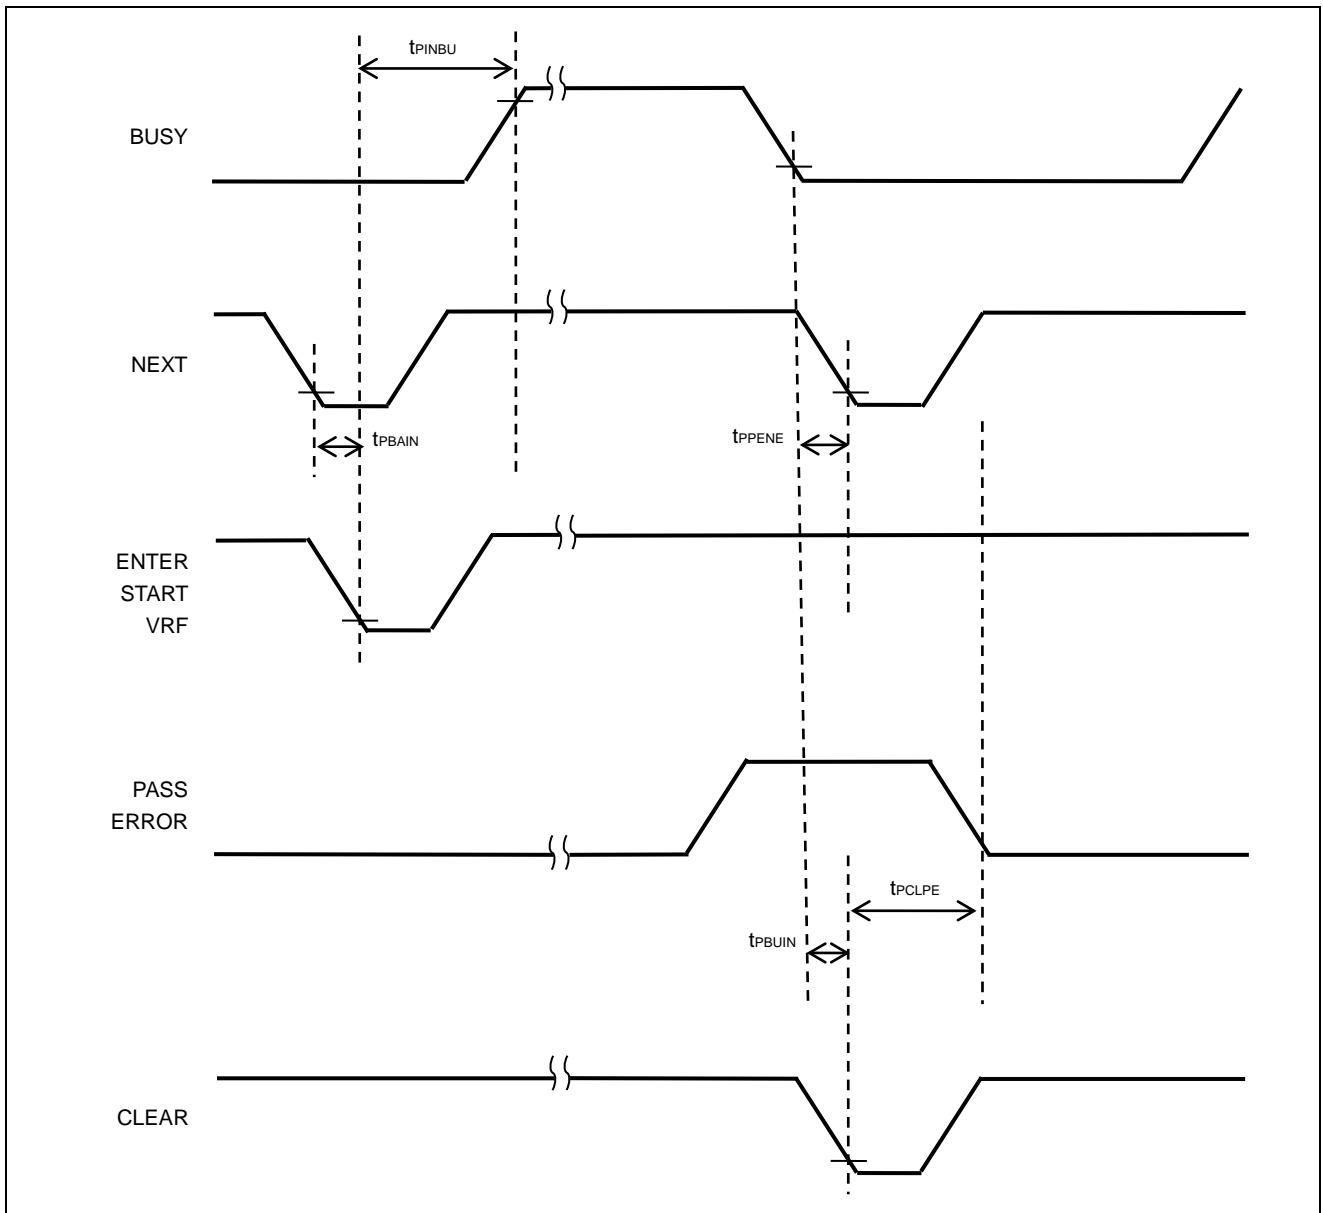 tPINBU
BUSY
NEXT
tPBAIN
tPPENE
ENTER
START
VRF
PASS
ERROR
tPCLPE
tPBUIN
CLEAR